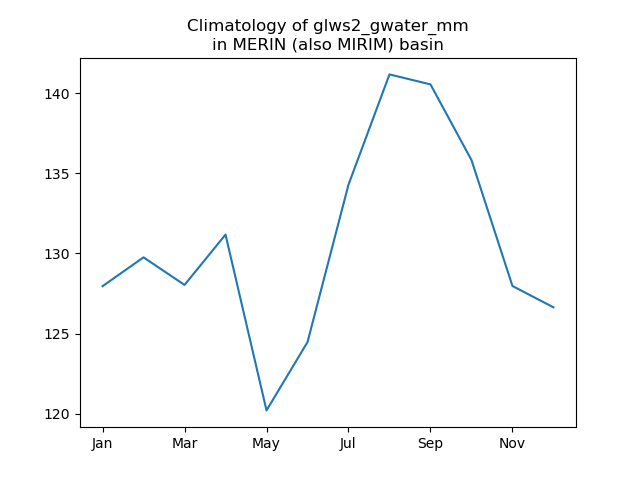 Climatology of glws2_gwater_mm
in MERIN (also MIRIM) basin
140
135
130
125
120
Jan Mar May Jul Sep Nov